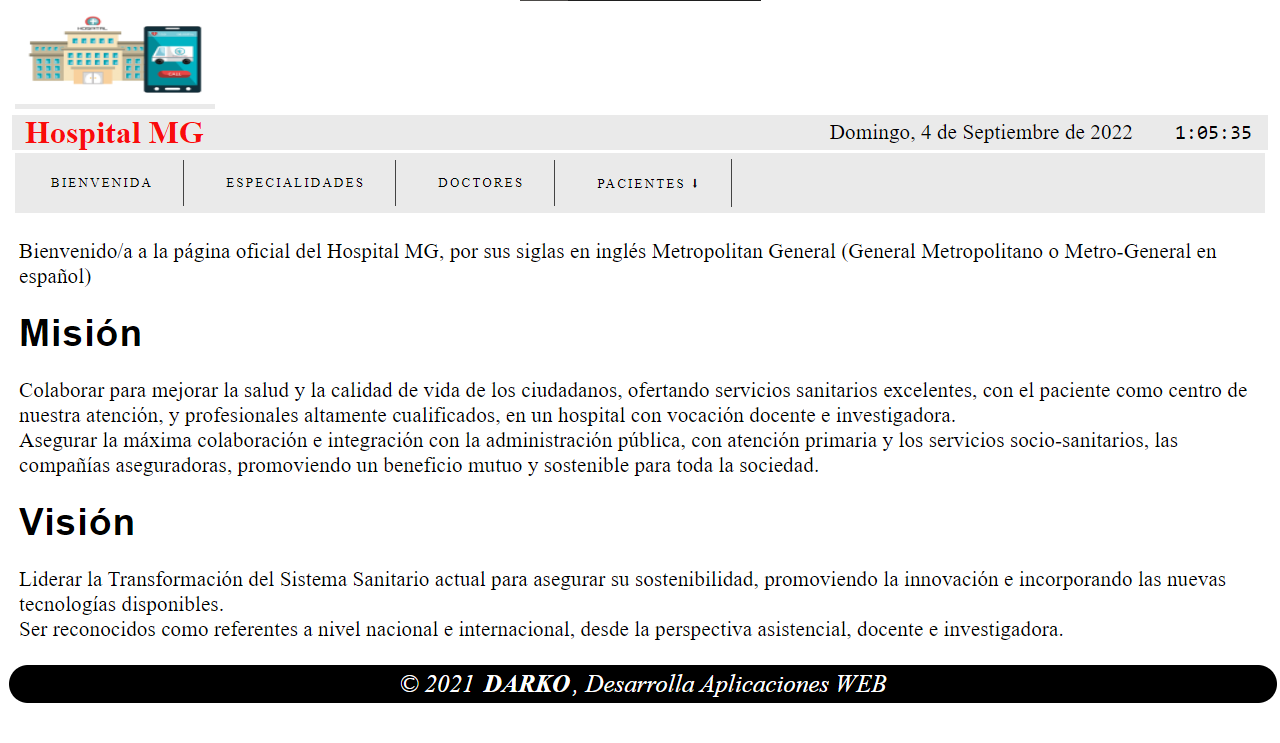 HOSPITAL
CALL
Hospital MG
Domingo, 4 de Septiembre de 2022 1:05:35
BIENVENIDA ESPECIALIDADES DOCTORES PACIENTES ⬇
Bienvenido/a a la página oficial del Hospital MG, por sus siglas en inglés Metropolitan General (General Metropolitano o Metro-General en
español)
Misión
Colaborar para mejorar la salud y la calidad de vida de los ciudadanos, ofertando servicios sanitarios excelentes, con el paciente como centro de
nuestra atención, y profesionales altamente cualificados, en un hospital con vocación docente e investigadora.
Asegurar la máxima colaboración e integración con la administración pública, con atención primaria y los servicios socio-sanitarios, las
compañías aseguradoras, promoviendo un beneficio mutuo y sostenible para toda la sociedad.
Visión
Liderar la Transformación del Sistema Sanitario actual para asegurar su sostenibilidad, promoviendo la innovación e incorporando las nuevas
tecnologías disponibles.
Ser reconocidos como referentes a nivel nacional e internacional, desde la perspectiva asistencial, docente e investigadora.
© 2021 DARKO, Desarrolla Aplicaciones WEB